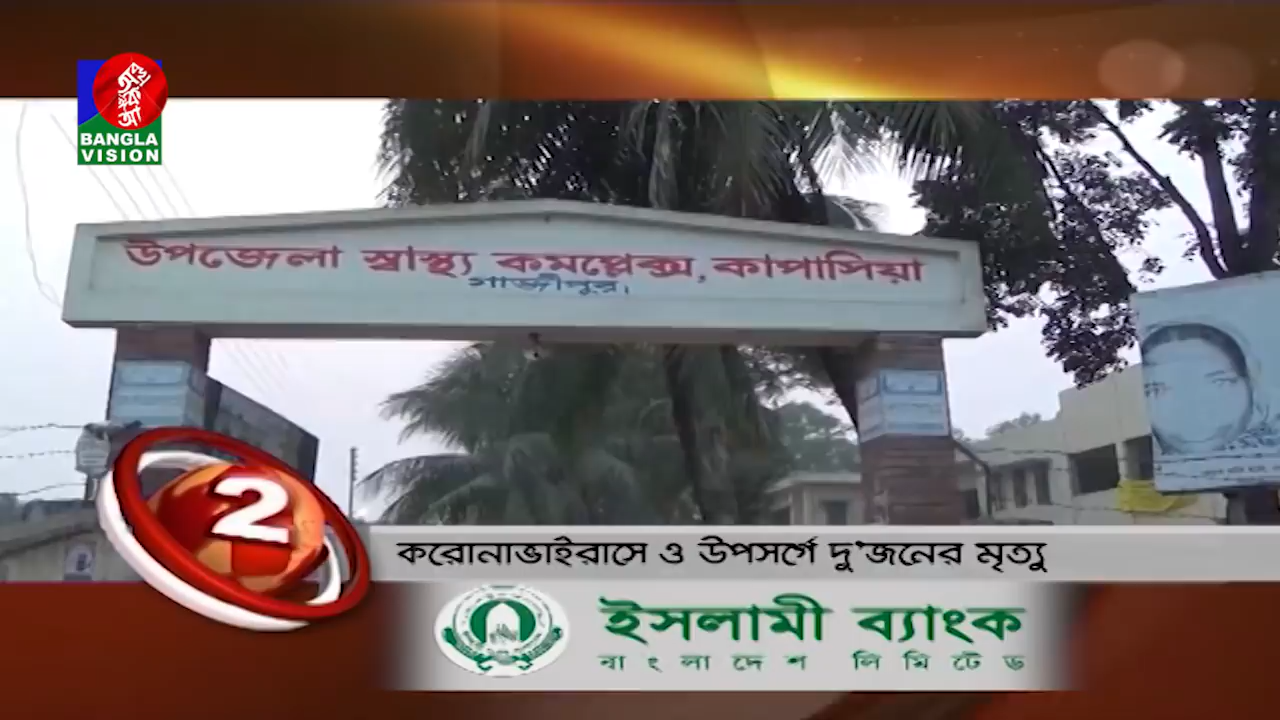 BANGLA
VISION
উপজেলা স্বাস্থ্য কমপ্লেক্স, কাপাসিয়া
গাজীপুর।
2
করোনাভাইরাসে ও উপসর্গে দু'জনের মৃত্যু
ইসলামী ব্যাংক
বাংলাদেশ লিমিটেড